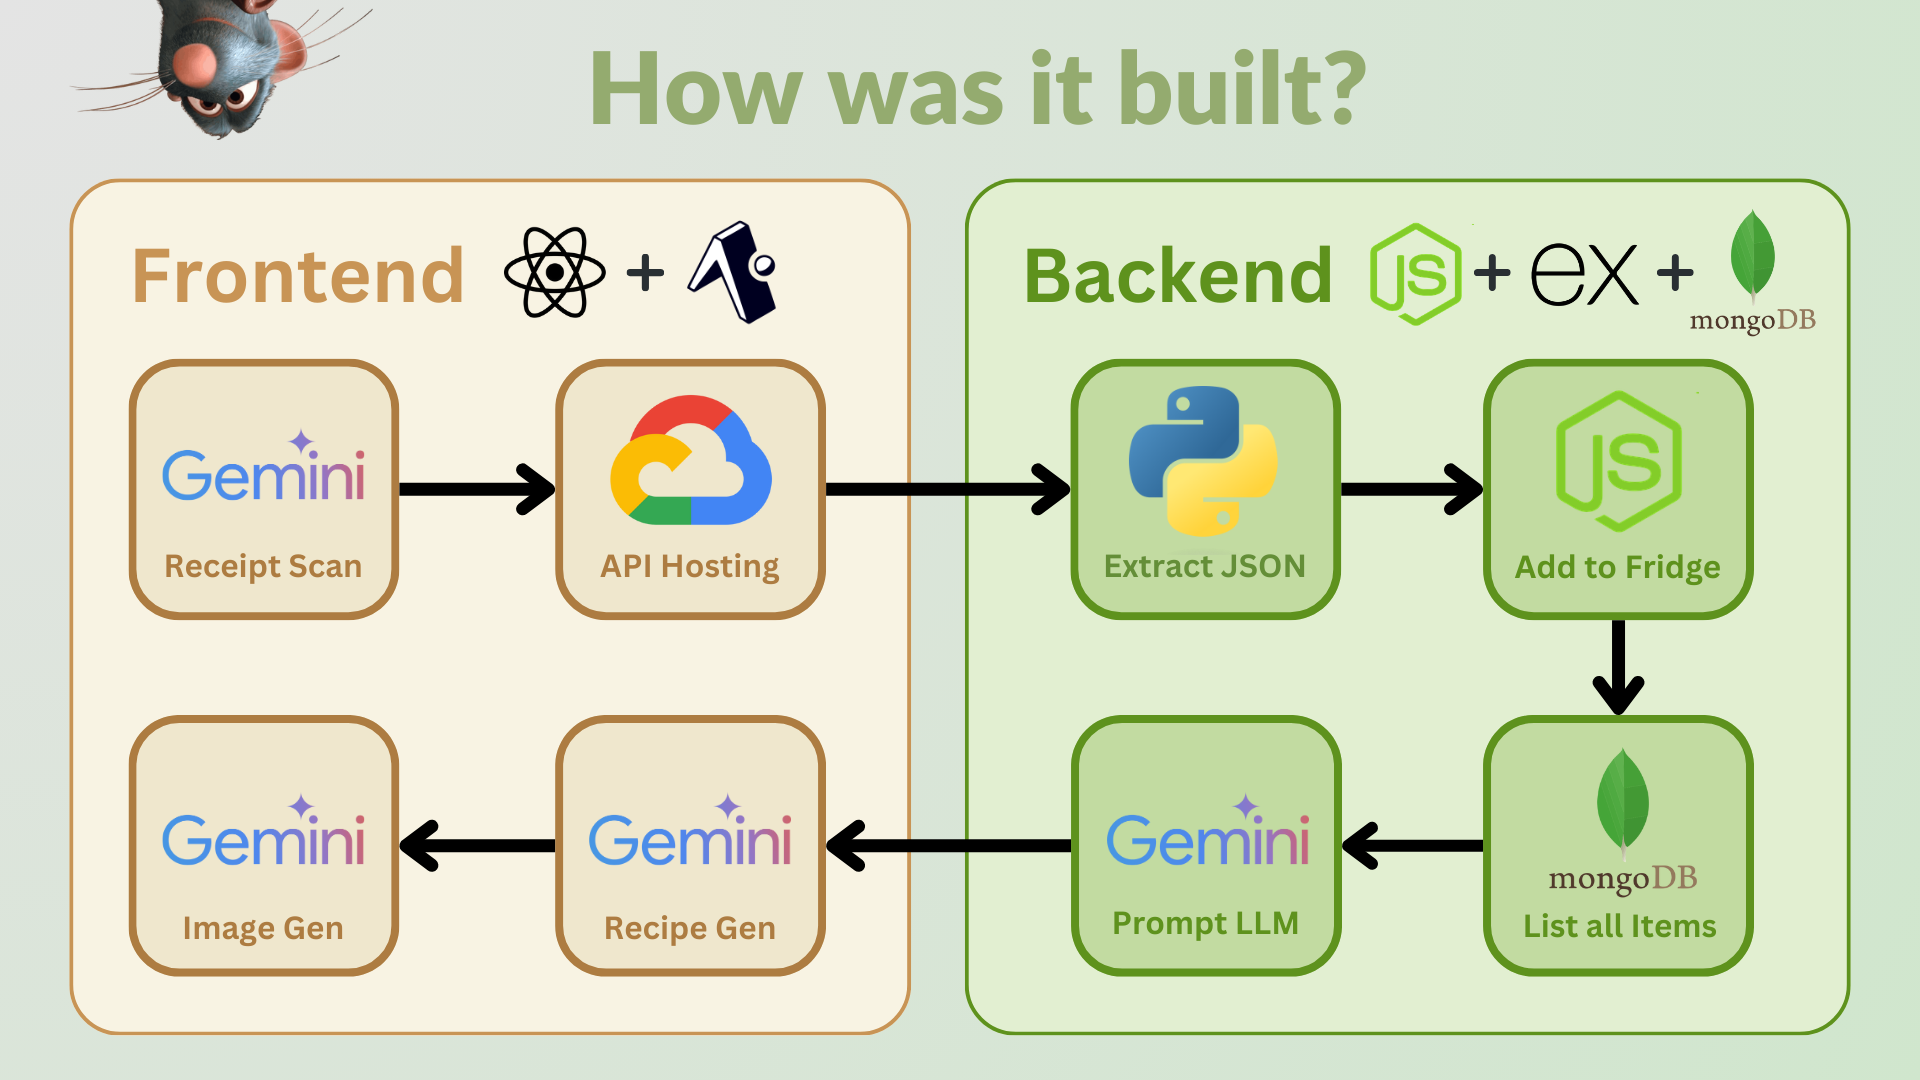 How was it built?
Frontend
+
Backend
JS + ex +
mongoDB
Gemini
Receipt Scan
API Hosting
Extract JSON
JS
Add to Fridge
Gemini
Image Gen
Gemini
Recipe Gen
Gemini
Prompt LLM
mongoDB
List all Items